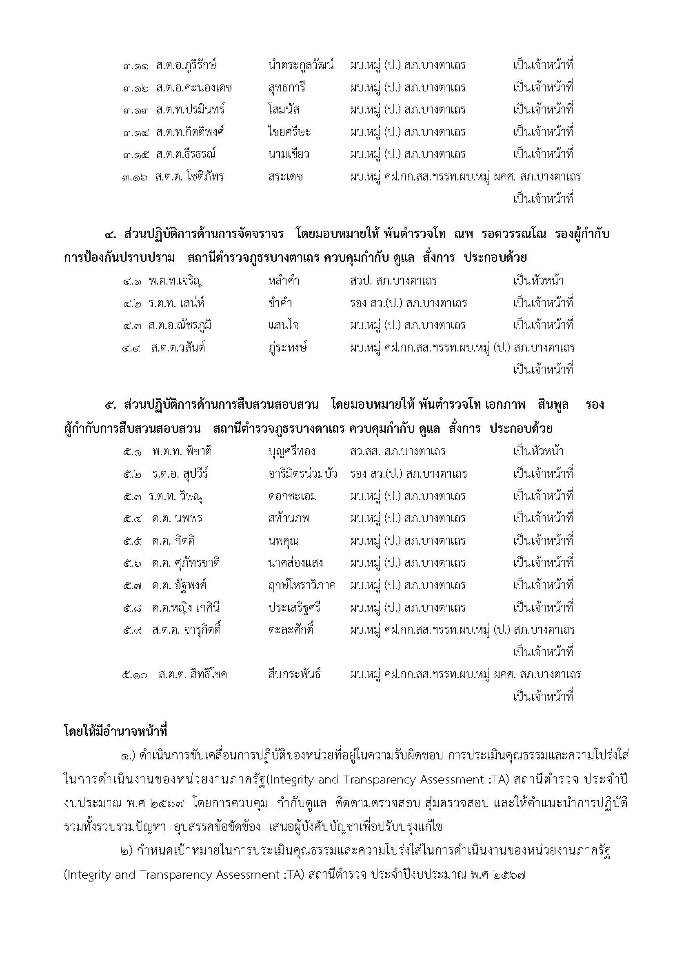 ๓.๑๑ ส.ต.อ.ภูริรักษ์ นำตระกูลวัฒน์ ผบ.หมู่ (ป.) สภ.บางตาเถร เป็นเจ้าหน้าที่
๓.๑๒ ส.ต.อ.คะนองเดช สุทธการี ผบ.หมู่ (ป.) สภ.บางตาเถร เป็นเจ้าหน้าที่
๓.๑๓ ส.ต.ท.ปรมินทร์ โสมนัส ผบ.หมู่ (ป.) สภ.บางตาเถร เป็นเจ้าหน้าที่
๓.๑๔ ส.ต.ท.กิตติพงศ์ ไชยศรีษะ ผบ.หมู่ (ป.) สภ.บางตาเถร เป็นเจ้าหน้าที่
๓.๑๕ ส.ต.ต.ธีรธรณ์ นามเขียว ผบ.หมู่ (ป.) สภ.บางตาเถร เป็นเจ้าหน้าที่
๓.๑๖ ส.ต.ต. โชติภัทร สระเดช ผบ.หมู่ คฝ.กก.สส.ฯรรท.ผบ.หมู่ ผคศ. สภ.บางตาเถร
เป็นเจ้าหน้าที่
๔. ส่วนปฏิบัติการด้านการจัดจราจร โดยมอบหมายให้ พันตำรวจโท ณพ รอดวรรณโณ รองผู้กำกับ
การป้องกันปราบปราม สถานีตำรวจภูธรบางตาเถร ควบคุมกำกับ ดูแล สั่งการ ประกอบด้วย
๔.๑ พ.ต.ท.เจริญ หลำคำ สวป. สภ.บางตาเถร เป็นหัวหน้า
๔.๒ ร.ต.ท. เสน่ห์ ขำคำ รอง สว.(ป.) สภ.บางตาเถร เป็นเจ้าหน้าที่
๔.๓ ส.ต.อ.ณัชรภูมิ แสนใจ ผบ.หมู่ (ป.) สภ.บางตาเถร เป็นเจ้าหน้าที่
๔.๔ ส.ต.ต.วสันต์ ภู่ระหงษ์ ผบ.หมู่ คฝ.กก.สส.ฯรรท.ผบ.หมู่ (ป.) สภ.บางตาเถร
เป็นเจ้าหน้าที่
๕. ส่วนปฏิบัติการด้านการสืบสวนสอบสวน โดยมอบหมายให้ พันตำรวจโท เอกภาพ สินพูล รอง
ผู้กำกับการสืบสวนสอบสวน สถานีตำรวจภูธรบางตาเถร ควบคุมกำกับ ดูแล สั่งการ ประกอบด้วย
๕.๑ พ.ต.ท. พิชาติ บุญศรีทอง สว.สส. สภ.บางตาเถร เป็นหัวหน้า
๕.๒ ร.ต.อ. สุปวีร์ อาริมิตรน่วมบัว รอง สว.(ป.) สภ.บางตาเถร เป็นเจ้าหน้าที่
๕.๓ ร.ต.ท. วิษณุ ดอกชะเอม ผบ.หมู่ (ป.) สภ.บางตาเถร เป็นเจ้าหน้าที่
๕.๔ ด.ต. นพพร สท้านภพ ผบ.หมู่ (ป.) สภ.บางตาเถร เป็นเจ้าหน้าที่
๕.๕ ด.ต. กิตติ นพคุณ ผบ.หมู่ (ป.) สภ.บางตาเถร เป็นเจ้าหน้าที่
๕.๖ ด.ต. ศุภัทรชาติ นาคส่องแสง ผบ.หมู่ (ป.) สภ.บางตาเถร เป็นเจ้าหน้าที่
๕.๗ ด.ต. อัฐพงศ์ ฤกษ์โหราวิภาค ผบ.หมู่ (ป.) สภ.บางตาเถร เป็นเจ้าหน้าที่
๕.๘ ด.ต.หญิง เกศินี ประเสริฐศรี ผบ.หมู่ (ป.) สภ.บางตาเถร เป็นเจ้าหน้าที่
๕.๙ ส.ต.ต. จารุกิตติ์ ตะละศักดิ์ ผบ.หมู่ คฝ.กก.สส.ฯรรท.ผบ.หมู่ (ป.) สภ.บางตาเถร
เป็นเจ้าหน้าที่
๕.๑๐ ส.ต.ต. สิทธิโชค สืบกระพันธ์ ผบ.หมู่ คฝ.กก.สส.ฯรรท.ผบ.หมู่ ผคศ. สภ.บางตาเถร
เป็นเจ้าหน้าที่
โดยให้มีอำนาจหน้าที่
๑.) ดำเนินการขับเคลื่อนการปฏิบัติของหน่วยที่อยู่ในความรับผิดชอบ การประเมินคุณธรรมและความโปร่งใส
ในการดำเนินงานของหน่วยงานภาครัฐ(Integrity and Transparency Assessment :TA) สถานีตำรวจ ประจำปี
งบประมาณ พ.ศ ๒๕๖๗ โดยการควบคุม กำกับดูแล ติดตามตรวจสอบ สุ่มตรวจสอบ และให้คำแนะนำการปฏิบัติ
รวมทั้งรวบรวมปัญหา อุปสรรคข้อขัดข้อง เสนอผู้บังคับบัญชาเพื่อปรับปรุงแก้ไข
๒) กำหนดเป้าหมายในการประเมินคุณธรรมและความโปร่งใสในการดำเนินงานของหน่วยงานภาครัฐ
(Integrity and Transparency Assessment :TA) สถานีตำรวจ ประจำปีงบประมาณ พ.ศ ๒๕๖๗